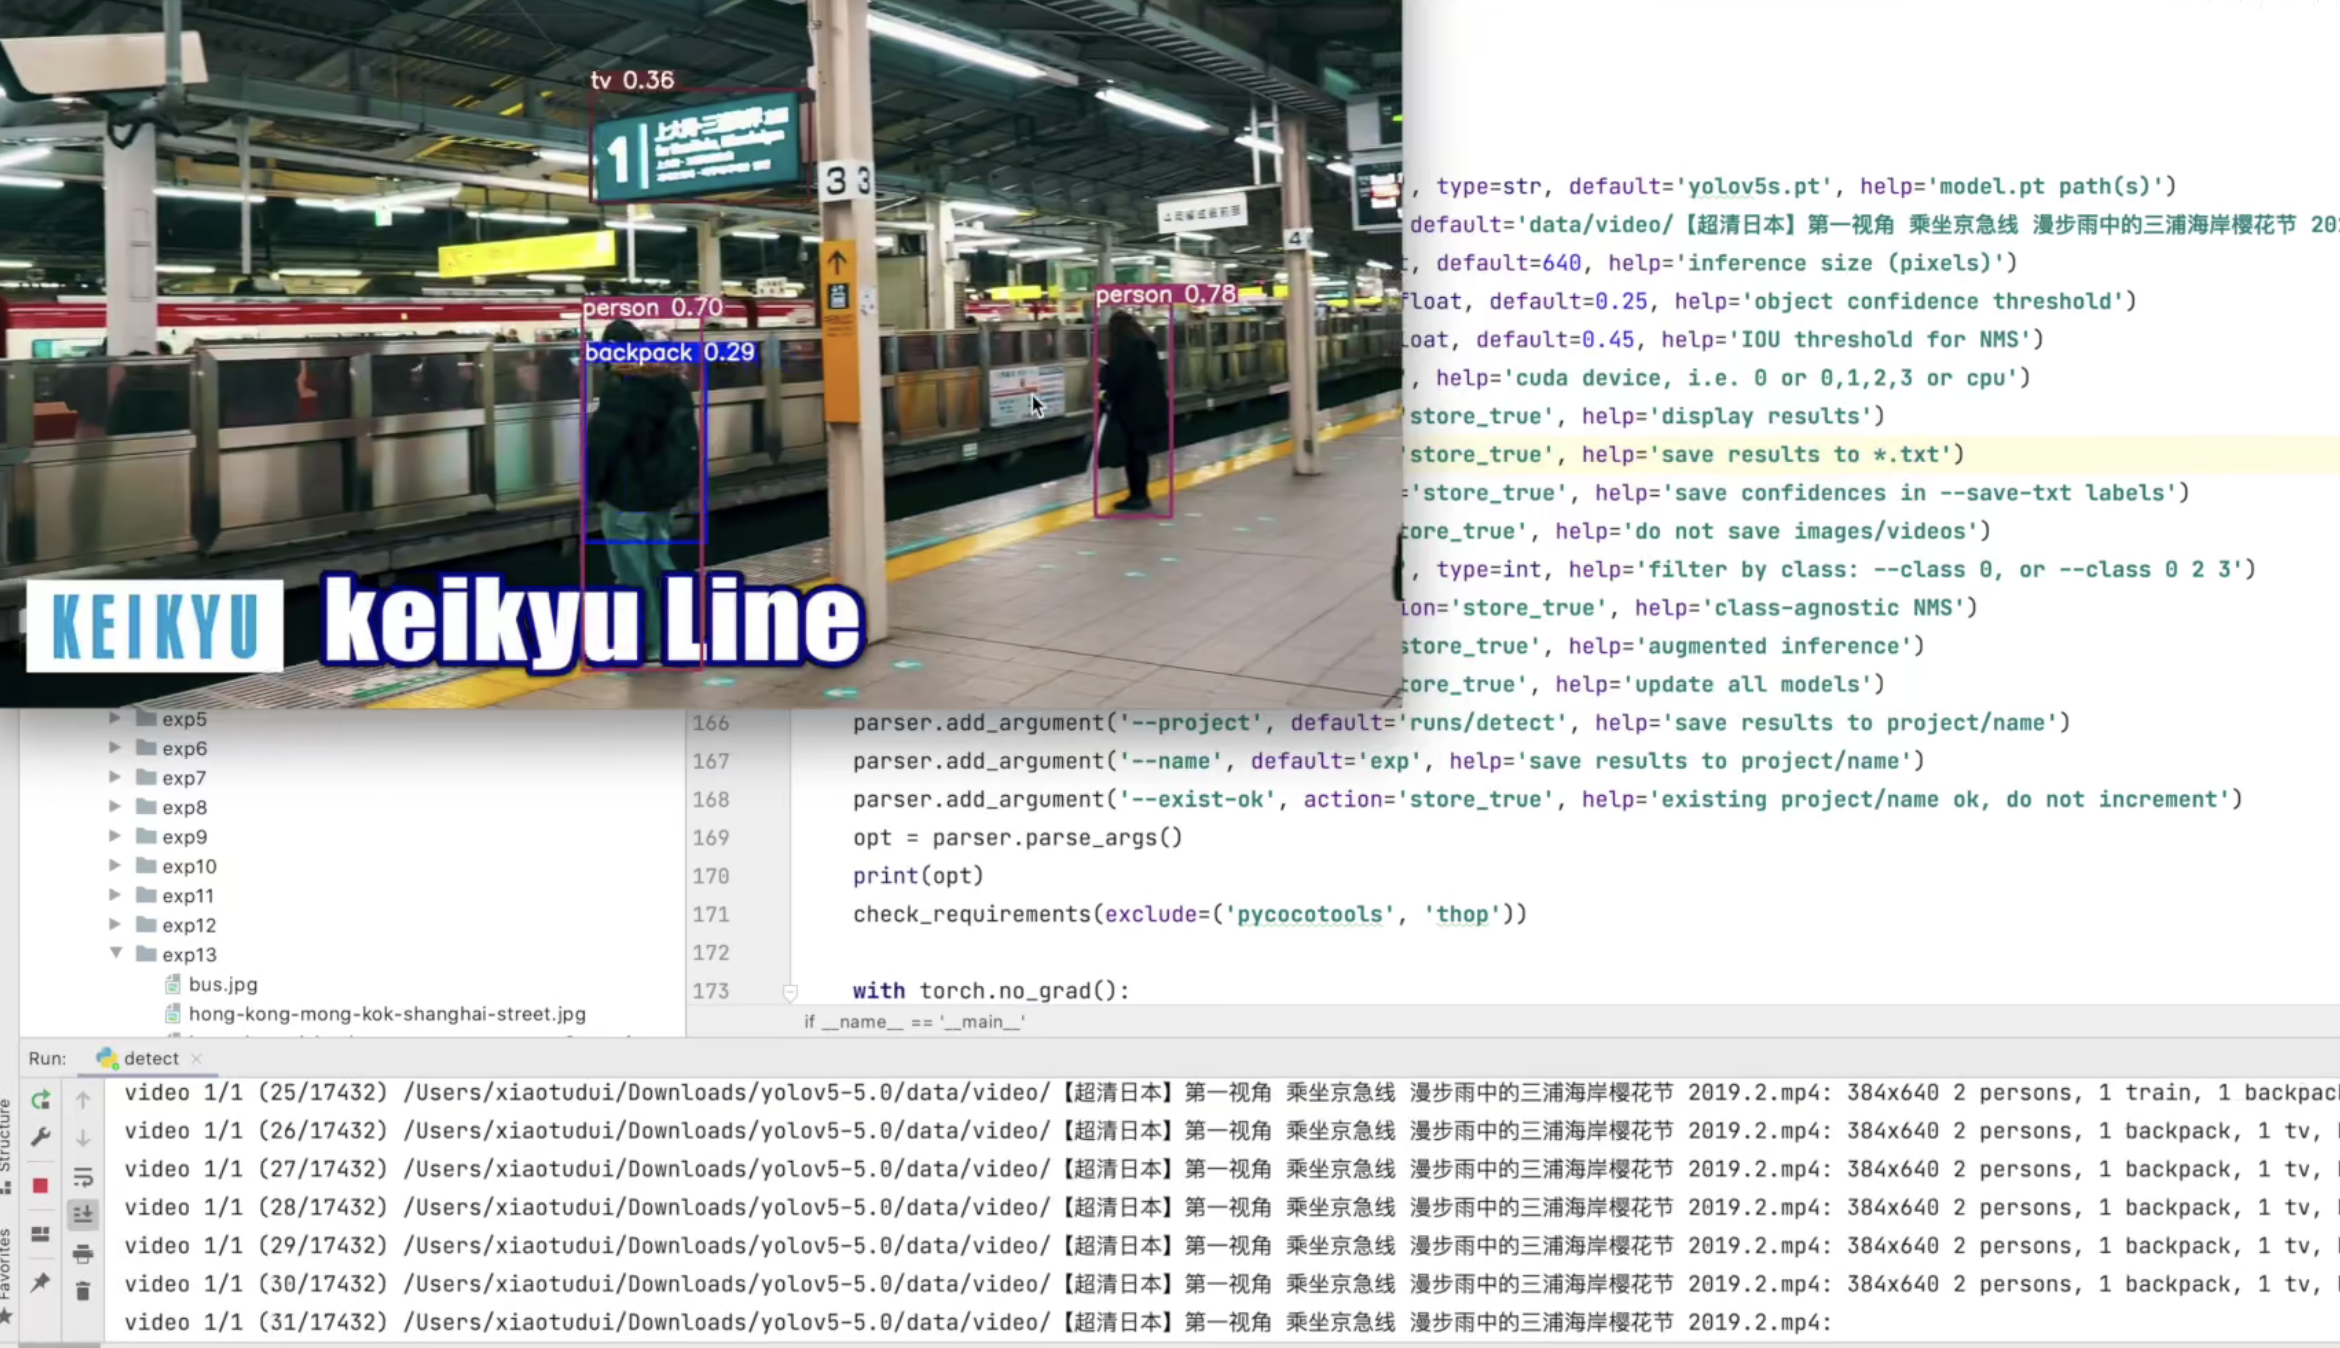 tv 0.36
1
上大岡・三浦海岸 方面
3 3
4
person 0.70
person 0.78
backpack 0.29
KEIKYU
keikyu Line
, type=str, default='yolov5s.pt', help='model.pt path(s)')
default='data/video/【超清日本】第一视角 乘坐京急线 漫步雨中的三浦海岸樱花节 20
, default=640, help='inference size (pixels)')
float, default=0.25, help='object confidence threshold')
oat, default=0.45, help='IOU threshold for NMS')
', help='cuda device, i.e. 0 or 0,1,2,3 or cpu')
'store_true', help='display results')
'store_true', help='save results to *.txt')
='store_true', help='save confidences in --save-txt labels')
tore_true', help='do not save images/videos')
', type=int, help='filter by class: --class 0, or --class 0 2 3')
ion='store_true', help='class-agnostic NMS')
store_true', help='augmented inference')
tore_true', help='update all models')
166 parser.add_argument('--project', default='runs/detect', help='save results to project/name')
167 parser.add_argument('--name', default='exp', help='save results to project/name')
168 parser.add_argument('--exist-ok', action='store_true', help='existing project/name ok, do not increment')
169 opt = parser.parse_args()
170 print(opt)
171 check_requirements(exclude=('pycocotools', 'thop'))
172
173 with torch.no_grad():
if __name__ == '__main__'
exp5
exp6
exp7
exp8
exp9
exp10
exp11
exp12
exp13
bus.jpg
hong-kong-mong-kok-shanghai-street.jpg
Run: detect
Structure
Favorites
video 1/1 (25/17432) /Users/xiaotudui/Downloads/yolov5-5.0/data/video/【超清日本】第一视角 乘坐京急线 漫步雨中的三浦海岸樱花节 2019.2.mp4: 384x640 2 persons, 1 train, 1 backpac
video 1/1 (26/17432) /Users/xiaotudui/Downloads/yolov5-5.0/data/video/【超清日本】第一视角 乘坐京急线 漫步雨中的三浦海岸樱花节 2019.2.mp4: 384x640 2 persons, 1 backpack, 1 tv,
video 1/1 (27/17432) /Users/xiaotudui/Downloads/yolov5-5.0/data/video/【超清日本】第一视角 乘坐京急线 漫步雨中的三浦海岸樱花节 2019.2.mp4: 384x640 2 persons, 1 backpack, 1 tv,
video 1/1 (28/17432) /Users/xiaotudui/Downloads/yolov5-5.0/data/video/【超清日本】第一视角 乘坐京急线 漫步雨中的三浦海岸樱花节 2019.2.mp4: 384x640 2 persons, 1 backpack, 1 tv,
video 1/1 (29/17432) /Users/xiaotudui/Downloads/yolov5-5.0/data/video/【超清日本】第一视角 乘坐京急线 漫步雨中的三浦海岸樱花节 2019.2.mp4: 384x640 2 persons, 1 backpack, 1 tv,
video 1/1 (30/17432) /Users/xiaotudui/Downloads/yolov5-5.0/data/video/【超清日本】第一视角 乘坐京急线 漫步雨中的三浦海岸樱花节 2019.2.mp4: 384x640 2 persons, 1 backpack, 1 tv,
video 1/1 (31/17432) /Users/xiaotudui/Downloads/yolov5-5.0/data/video/【超清日本】第一视角 乘坐京急线 漫步雨中的三浦海岸樱花节 2019.2.mp4: